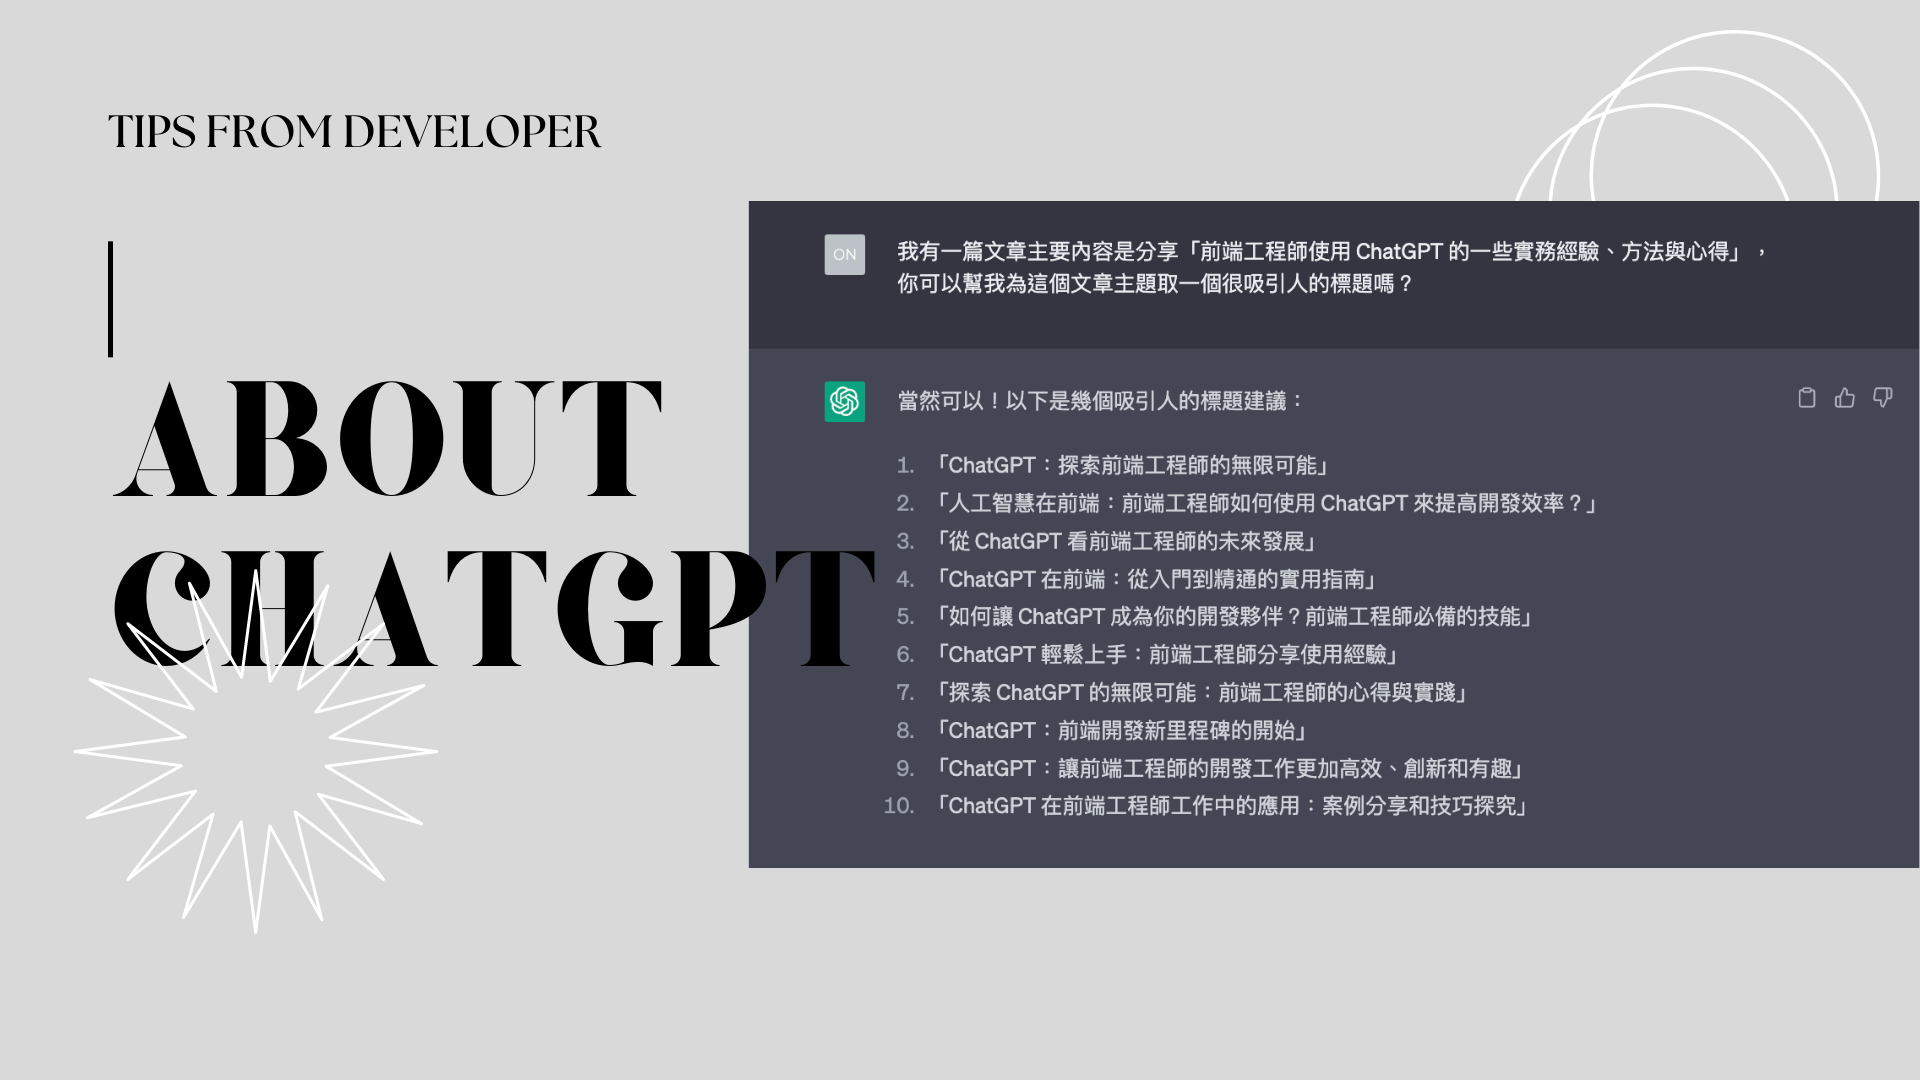 TIPS FROM DEVELOPER
ABOUT
CHATGPT
ON
我有一篇文章主要內容是分享「前端工程師使用 ChatGPT 的一些實務經驗、方法與心得」，
你可以幫我為這個文章主題取一個很吸引人的標題嗎？
當然可以！以下是幾個吸引人的標題建議：
1. 「ChatGPT：探索前端工程師的無限可能」
2. 「人工智慧在前端：前端工程師如何使用 ChatGPT 來提高開發效率？」
3. 「從 ChatGPT 看前端工程師的未來發展」
4. 「ChatGPT 在前端：從入門到精通的實用指南」
5. 「如何讓 ChatGPT 成為你的開發夥伴？前端工程師必備的技能」
6. 「ChatGPT 輕鬆上手：前端工程師分享使用經驗」
7. 「探索 ChatGPT 的無限可能：前端工程師的心得與實踐」
8. 「ChatGPT：前端開發新里程碑的開始」
9. 「ChatGPT：讓前端工程師的開發工作更加高效、創新和有趣」
10. 「ChatGPT 在前端工程師工作中的應用：案例分享和技巧探究」